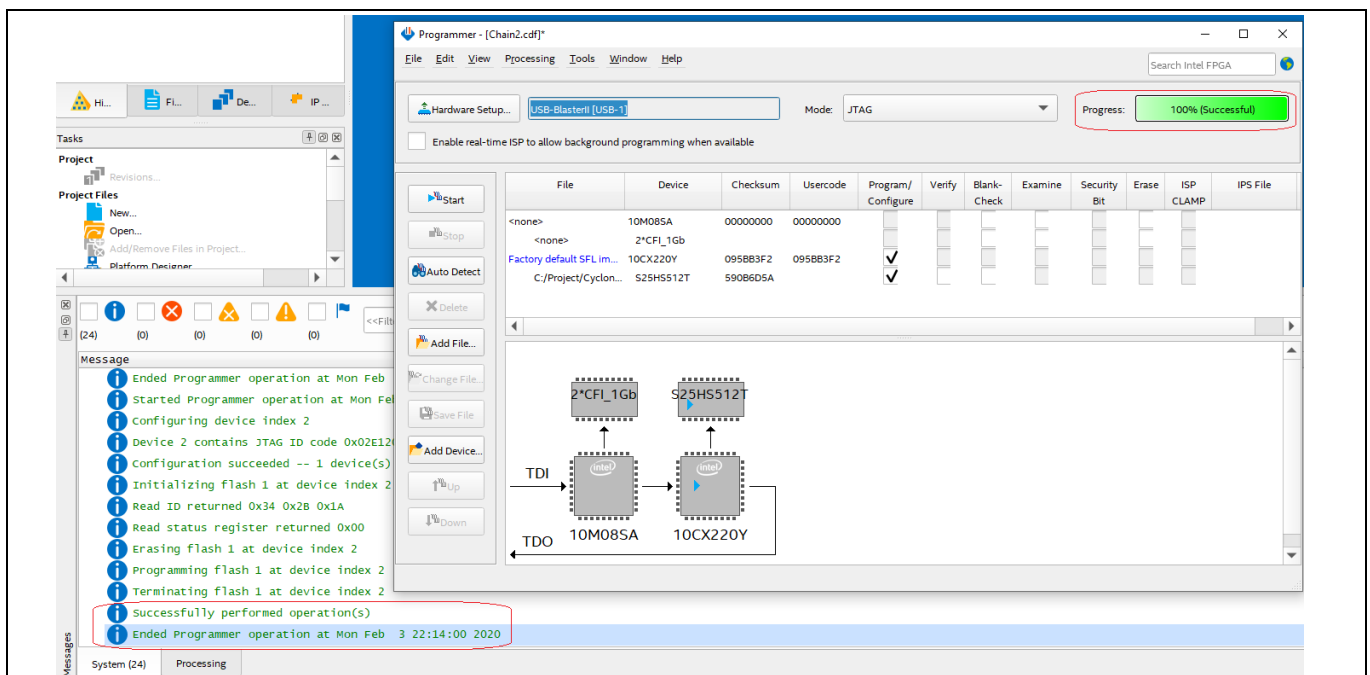 Programmer - [Chain2.cdf]*
File Edit View Processing Tools Window Help
Search Intel FPGA
Hi... Fi... De... IP ...
Hardware Setup... USB-BlasterII [USB-1] Mode: JTAG Progress: 100% (Successful)
Enable real-time ISP to allow background programming when available
Tasks
Project
Revisions...
Project Files
New...
Open...
Add/Remove Files in Project...
Platform Designer
Start
Stop
Auto Detect
Delete
Add File...
Change File...
Save File
Add Device...
Up
Down
File Device Checksum Usercode Program/ Verify Blank- Examine Security Erase ISP IPS File
Configure Check Bit CLAMP
<none> 10M08SA 00000000 00000000
<none> 2*CFI_1Gb
Factory default SFL im... 10CX220Y 095BB3F2 095BB3F2
C:/Project/Cyclon... S25HS512T 590B6D5A
2*CFI_1Gb S25HS512T
TDI
(intel) (intel)
TDO 10M08SA 10CX220Y
<<Filt
(24) (0) (0) (0) (0)
Message
Ended Programmer operation at Mon Feb
Started Programmer operation at Mon Feb
Configuring device index 2
Device 2 contains JTAG ID code 0x02E120
Configuration succeeded -- 1 device(s)
Initializing flash 1 at device index 2
Read ID returned 0x34 0x2B 0x1A
Read status register returned 0x00
Erasing flash 1 at device index 2
Programming flash 1 at device index 2
Terminating flash 1 at device index 2
Successfully performed operation(s)
Ended Programmer operation at Mon Feb 3 22:14:00 2020
Messages
System (24) Processing